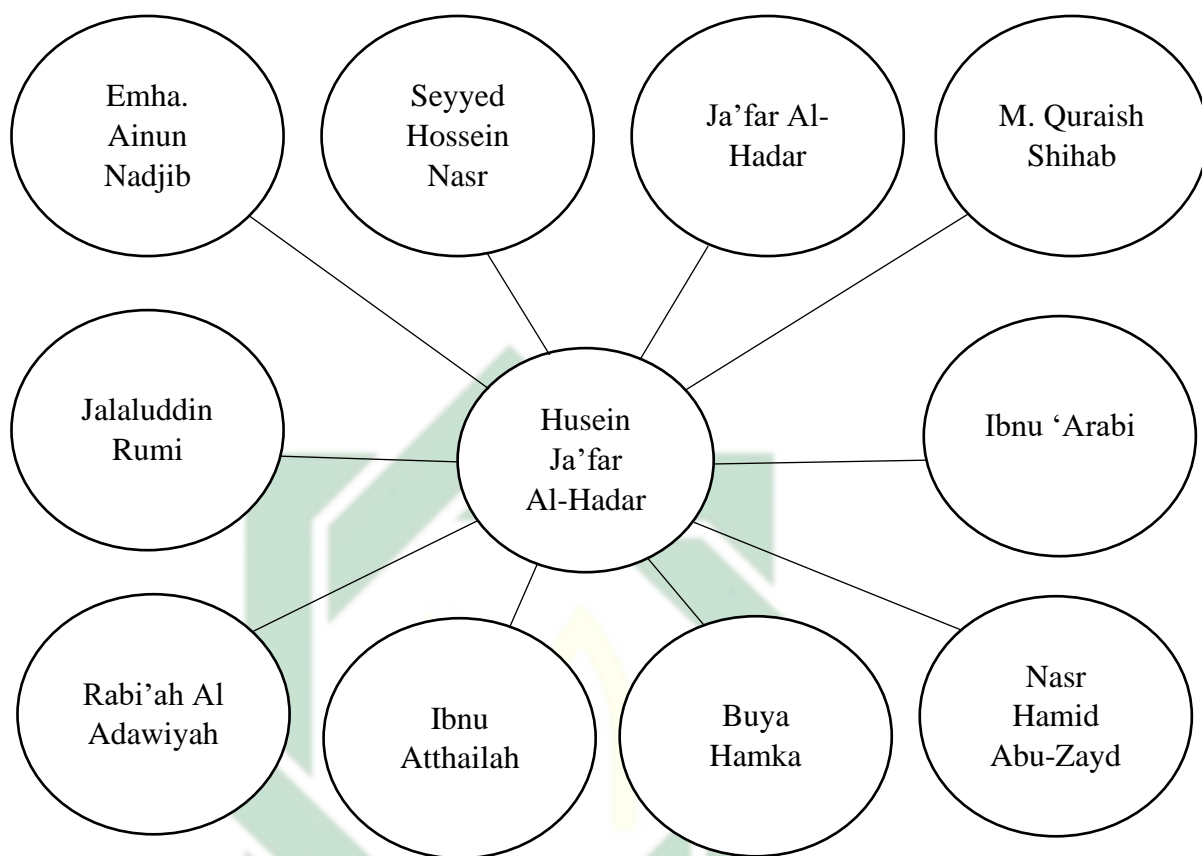 Emha.
Ainun
Nadjib
Seyyed
Hossein
Nasr
Ja’far Al-
Hadar
M. Quraish
Shihab
Jalaluddin
Rumi
Husein
Ja’far
Al-Hadar
Ibnu ‘Arabi
Rabi’ah Al
Adawiyah
Ibnu
Atthailah
Buya
Hamka
Nasr
Hamid
Abu-Zayd